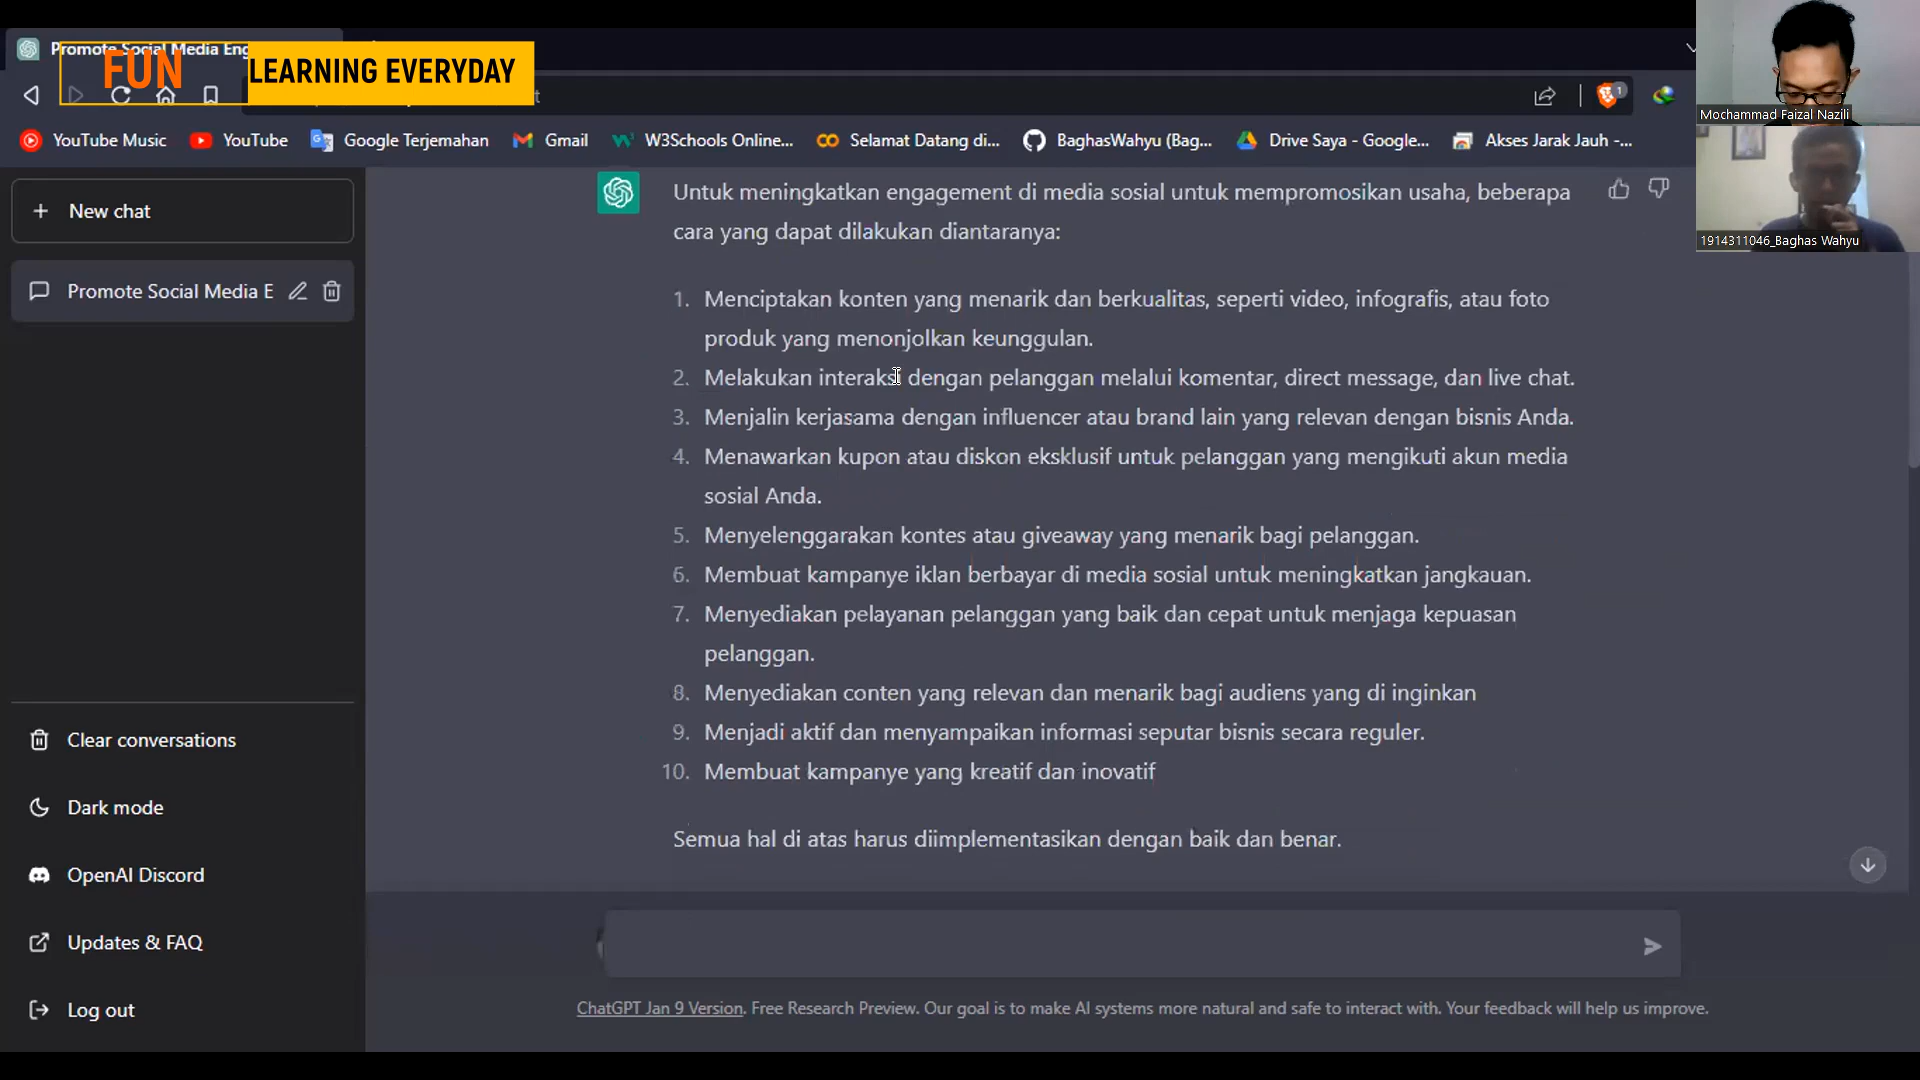 Promote Social Media Eng
FUN LEARNING EVERYDAY
YouTube Music
YouTube
Google Terjemahan
Gmail
W3Schools Online...
Selamat Datang di...
BaghasWahyu (Bag...
Drive Saya - Google...
Akses Jarak Jauh -...
1
Mochammad Faizal Nazili
1914311046_Baghas Wahyu
New chat
Promote Social Media E
Clear conversations
Dark mode
OpenAI Discord
Updates & FAQ
Log out
Untuk meningkatkan engagement di media sosial untuk mempromosikan usaha, beberapa
cara yang dapat dilakukan diantaranya:
1. Menciptakan konten yang menarik dan berkualitas, seperti video, infografis, atau foto
produk yang menonjolkan keunggulan.
2. Melakukan interaksi dengan pelanggan melalui komentar, direct message, dan live chat.
3. Menjalin kerjasama dengan influencer atau brand lain yang relevan dengan bisnis Anda.
4. Menawarkan kupon atau diskon eksklusif untuk pelanggan yang mengikuti akun media
sosial Anda.
5. Menyelenggarakan kontes atau giveaway yang menarik bagi pelanggan.
6. Membuat kampanye iklan berbayar di media sosial untuk meningkatkan jangkauan.
7. Menyediakan pelayanan pelanggan yang baik dan cepat untuk menjaga kepuasan
pelanggan.
8. Menyediakan conten yang relevan dan menarik bagi audiens yang di inginkan
9. Menjadi aktif dan menyampaikan informasi seputar bisnis secara reguler.
10. Membuat kampanye yang kreatif dan inovatif
Semua hal di atas harus diimplementasikan dengan baik dan benar.
ChatGPT Jan 9 Version. Free Research Preview. Our goal is to make AI systems more natural and safe to interact with. Your feedback will help us improve.